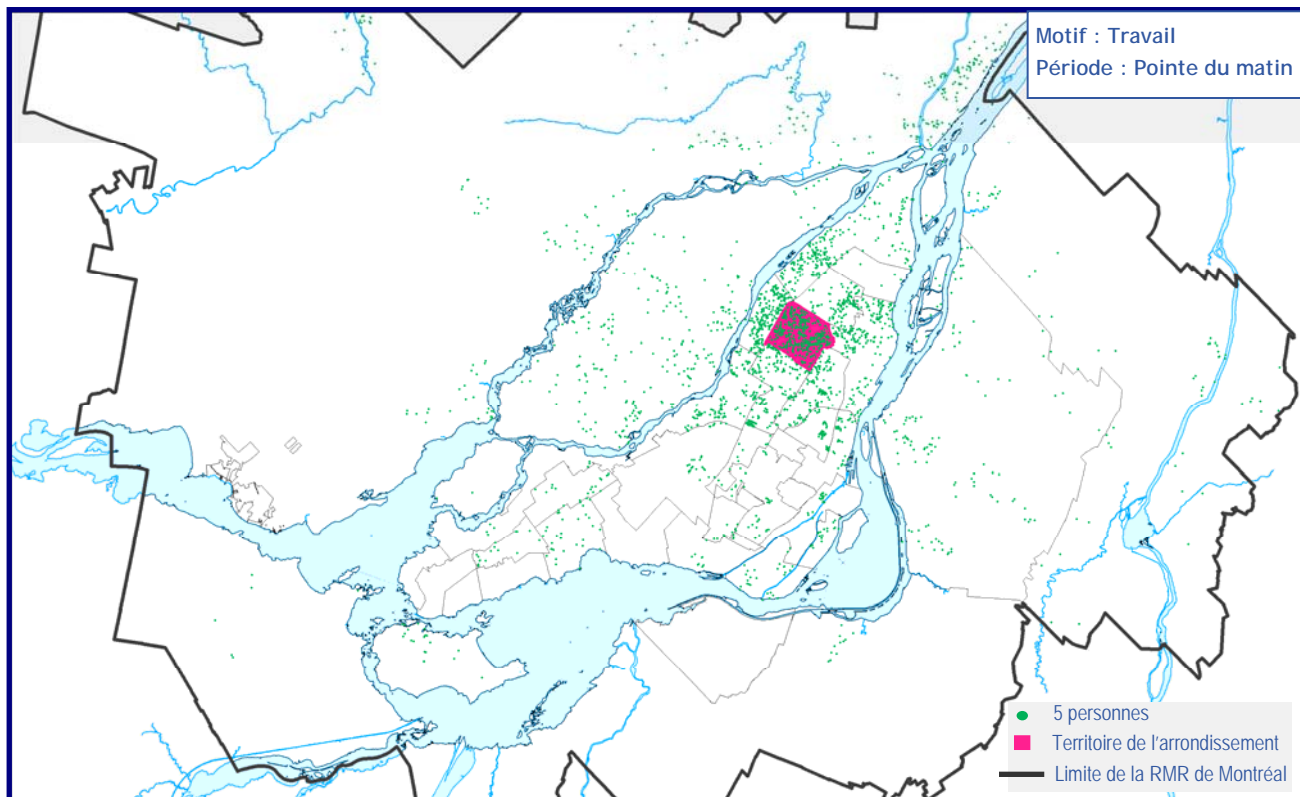 Motif : Travail
Période : Pointe du matin
5 personnes
Territoire de l'arrondissement
Limite de la RMR de Montréal